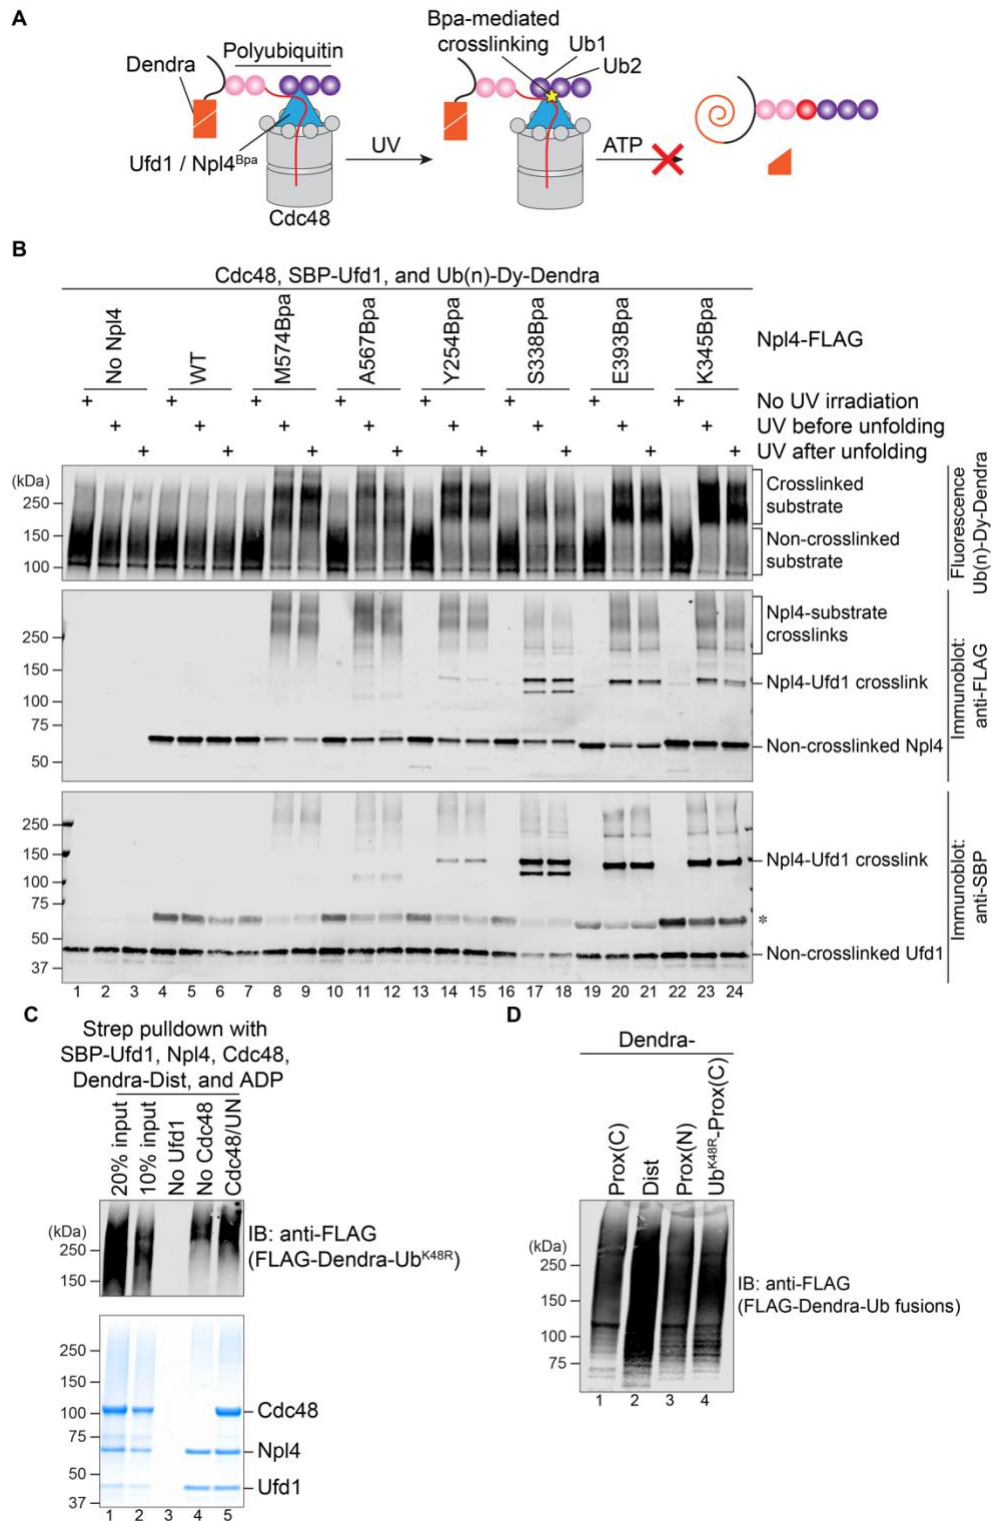 A
Dendra
Polyubiquitin
Ufd1 / Npl4Bpa
Cdc48
UV
Bpa-mediated
crosslinking
Ub1
Ub2
ATP
B
Cdc48, SBP-Ufd1, and Ub(n)-Dy-Dendra
No Npl4
WT
M574Bpa
A567Bpa
Y254Bpa
S338Bpa
E393Bpa
K345Bpa
Npl4-FLAG
+ + + + + + + + No UV irradiation
+ + + + + + + + UV before unfolding
+ + + + + + + + UV after unfolding
(kDa)
250
150
100
Crosslinked
substrate
Non-crosslinked
substrate
Fluorescence
Ub(n)-Dy-Dendra
250
150
100
75
50
Npl4-substrate
crosslinks
Npl4-Ufd1 crosslink
Non-crosslinked Npl4
Immunoblot:
anti-FLAG
250
150
100
75
50
37
Npl4-Ufd1 crosslink
*
Non-crosslinked Ufd1
Immunoblot:
anti-SBP
1 2 3 4 5 6 7 8 9 10 11 12 13 14 15 16 17 18 19 20 21 22 23 24
C
Strep pulldown with
SBP-Ufd1, Npl4, Cdc48,
Dendra-Dist, and ADP
20% input
10% input
No Ufd1
No Cdc48
Cdc48/UN
(kDa)
250
150
IB: anti-FLAG
(FLAG-Dendra-UbK48R)
250
150
100
75
50
37
Cdc48
Npl4
Ufd1
1 2 3 4 5
D
Dendra-
Prox(C)
Dist
Prox(N)
UbK48R-Prox(C)
(kDa)
250
150
100
75
IB: anti-FLAG
(FLAG-Dendra-Ub fusions)
1 2 3 4